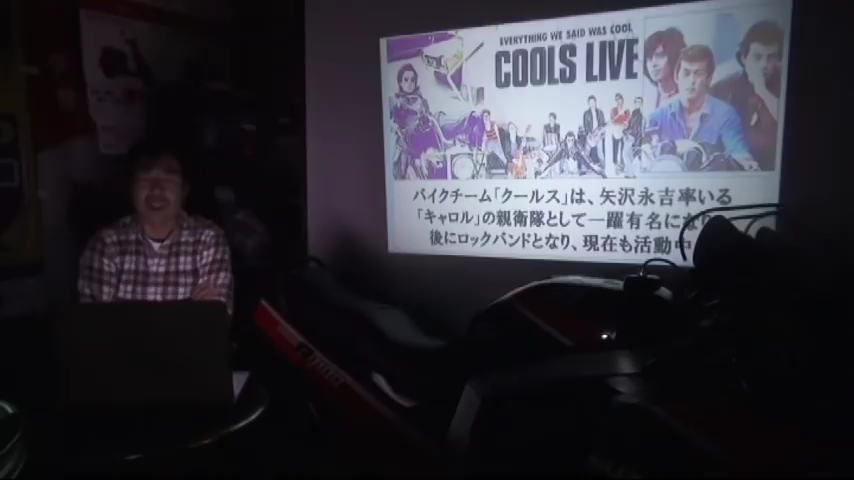 EVERYTHING WE SAID WAS COOL
COOLS LIVE
バイクチーム「クールス」は、矢沢永吉率いる
「キャロル」の親衛隊として一躍有名になり
後にロックバンドとなり、現在も活動中